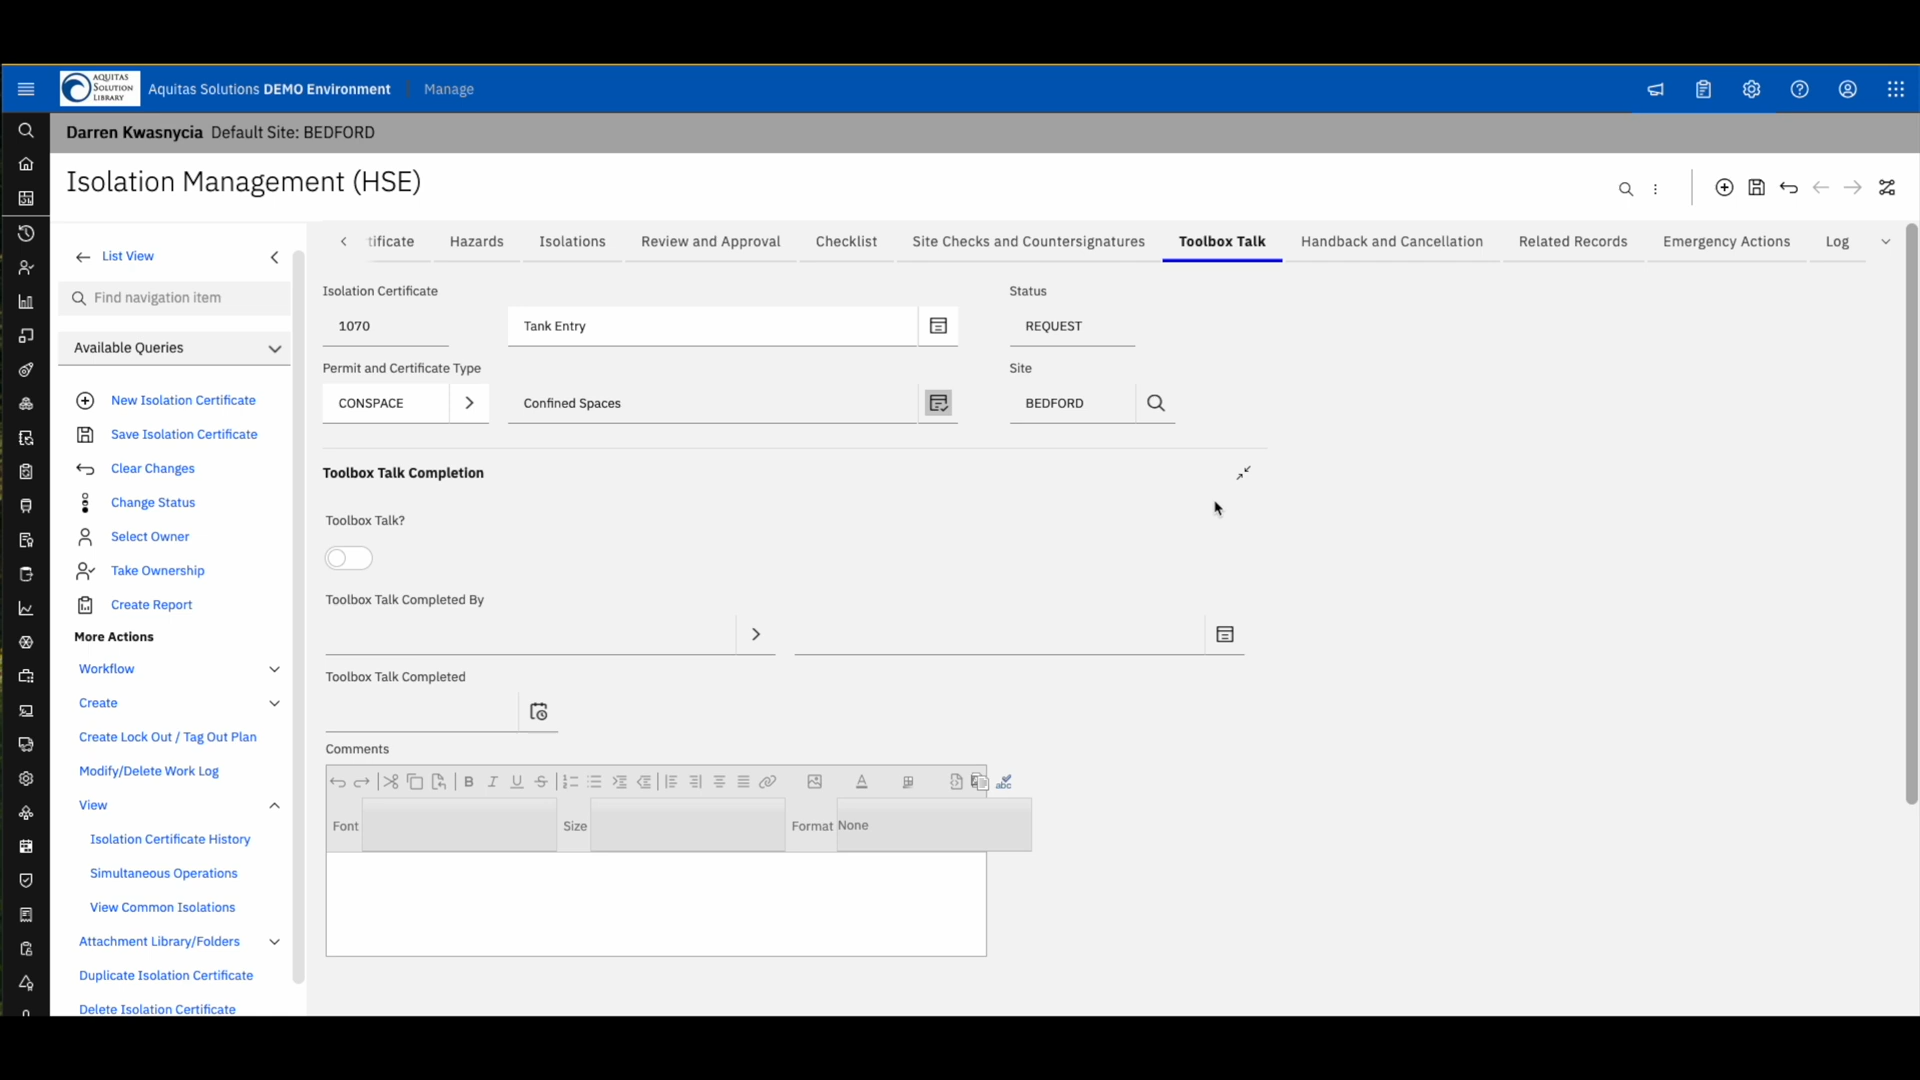 AQUITAS
SOLUTION
LIBRARY
Aquitas Solutions DEMO Environment
Manage
Darren Kwasnycia Default Site: BEDFORD
Isolation Management (HSE)
List View
Find navigation item
Available Queries
New Isolation Certificate
Save Isolation Certificate
Clear Changes
Change Status
Select Owner
Take Ownership
Create Report
More Actions
Workflow
Create
Create Lock Out / Tag Out Plan
Modify/Delete Work Log
View
Isolation Certificate History
Simultaneous Operations
View Common Isolations
Attachment Library/Folders
Duplicate Isolation Certificate
Delete Isolation Certificate
tificate Hazards Isolations Review and Approval Checklist Site Checks and Countersignatures Toolbox Talk Handback and Cancellation Related Records Emergency Actions Log
Isolation Certificate
Status
1070
Tank Entry
REQUEST
Permit and Certificate Type
Site
CONSPACE
Confined Spaces
BEDFORD
Toolbox Talk Completion
Toolbox Talk?
Toolbox Talk Completed By
Toolbox Talk Completed
Comments
B I U S A abc
Font Size Format None